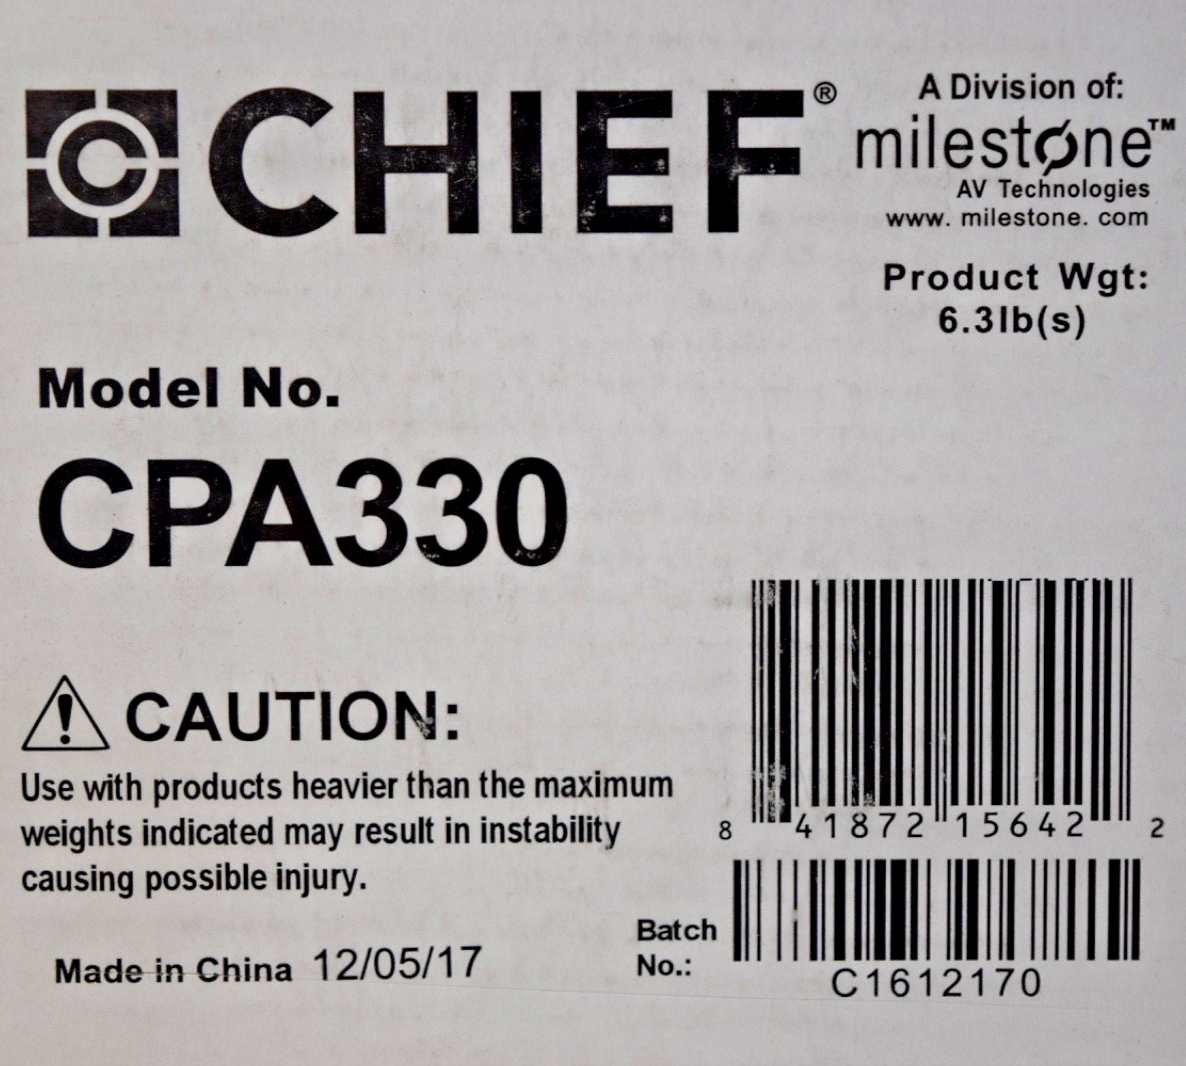 CHIEF®
A Division of:
milestone™
AV Technologies
www. milestone. com
Product Wgt:
6.3lb(s)
Model No.
CPA330
CAUTION:
Use with products heavier than the maximum
weights indicated may result in instability
causing possible injury.
8 41872 15642 2
Batch
No.:
C1612170
Made in China 12/05/17